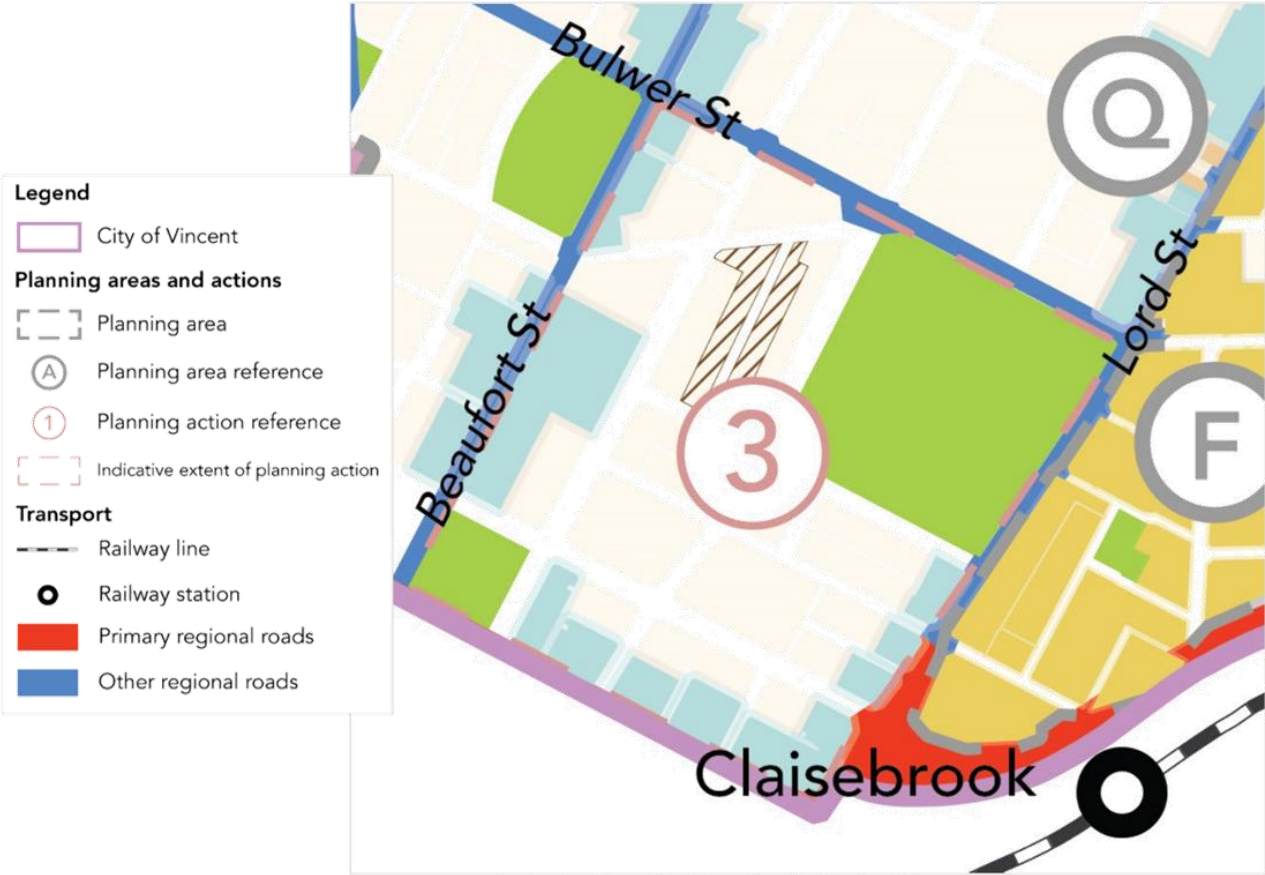 Legend
City of Vincent
Planning areas and actions
Planning area
A
Planning area reference
1
Planning action reference
Indicative extent of planning action
Transport
Railway line
Railway station
Primary regional roads
Other regional roads
Bulwer St
Q
Lord St
Beaufort St
3
F
Claisebrook